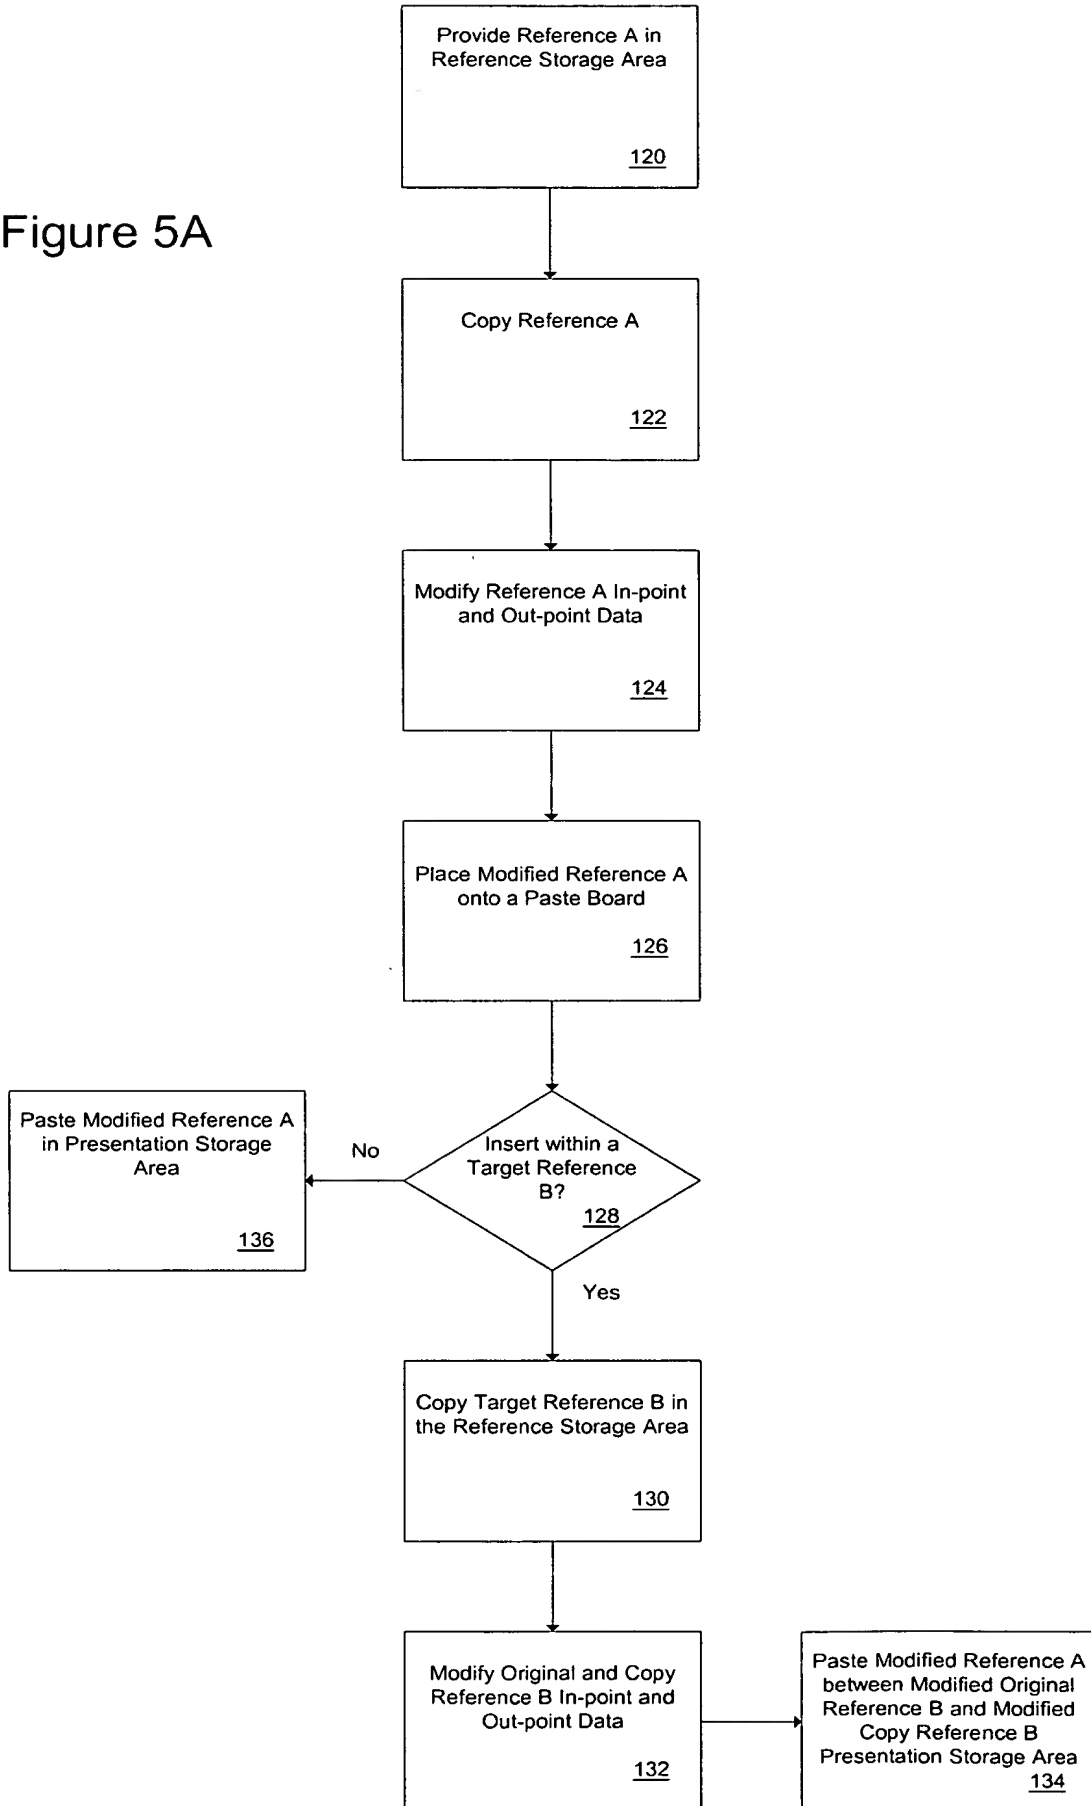 Provide Reference A in
Reference Storage Area
120
Figure 5A
Copy Reference A
122
Modify Reference A In-point
and Out-point Data
124
Place Modified Reference A
onto a Paste Board
126
Paste Modified Reference A
in Presentation Storage
Area
136
No
Insert within a
Target Reference
B?
128
Yes
Copy Target Reference B in
the Reference Storage Area
130
Modify Original and Copy
Reference B In-point and
Out-point Data
132
Paste Modified Reference A
between Modified Original
Reference B and Modified
Copy Reference B
Presentation Storage Area
134